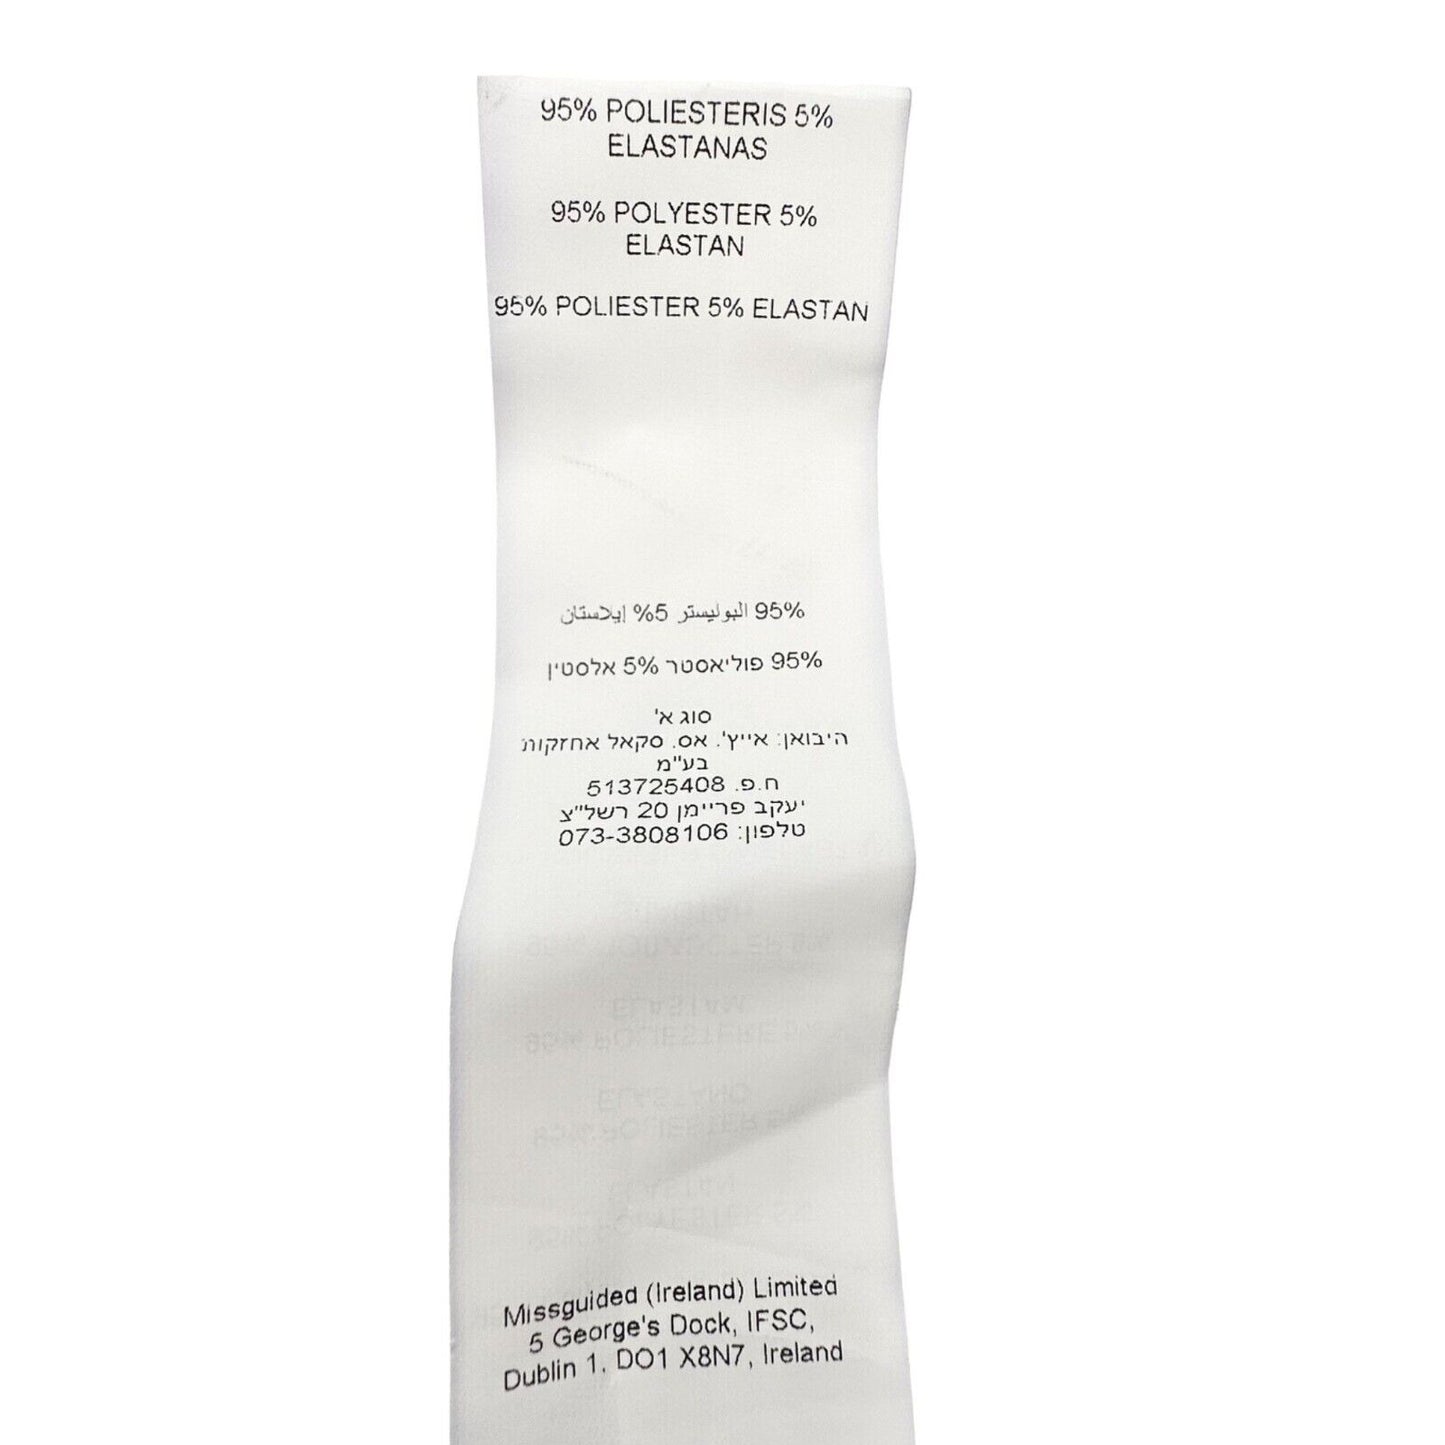 95% POLIESTERIS 5%
ELASTANAS
95% POLYESTER 5%
ELASTAN
95% POLIESTER 5% ELASTAN
95% البوليستر 5% إيلاستان
95% פוליאסטר 5% אלסטין
סוג א'
היבואן: אייץ'. אס. סקאל אחזקות
בע"מ
ח.פ. 513725408
יעקב פריימן 20 רשל"צ
טלפון: 073-3808106
Missguided (Ireland) Limited
5 George's Dock, IFSC,
Dublin 1, DO1 X8N7, Ireland